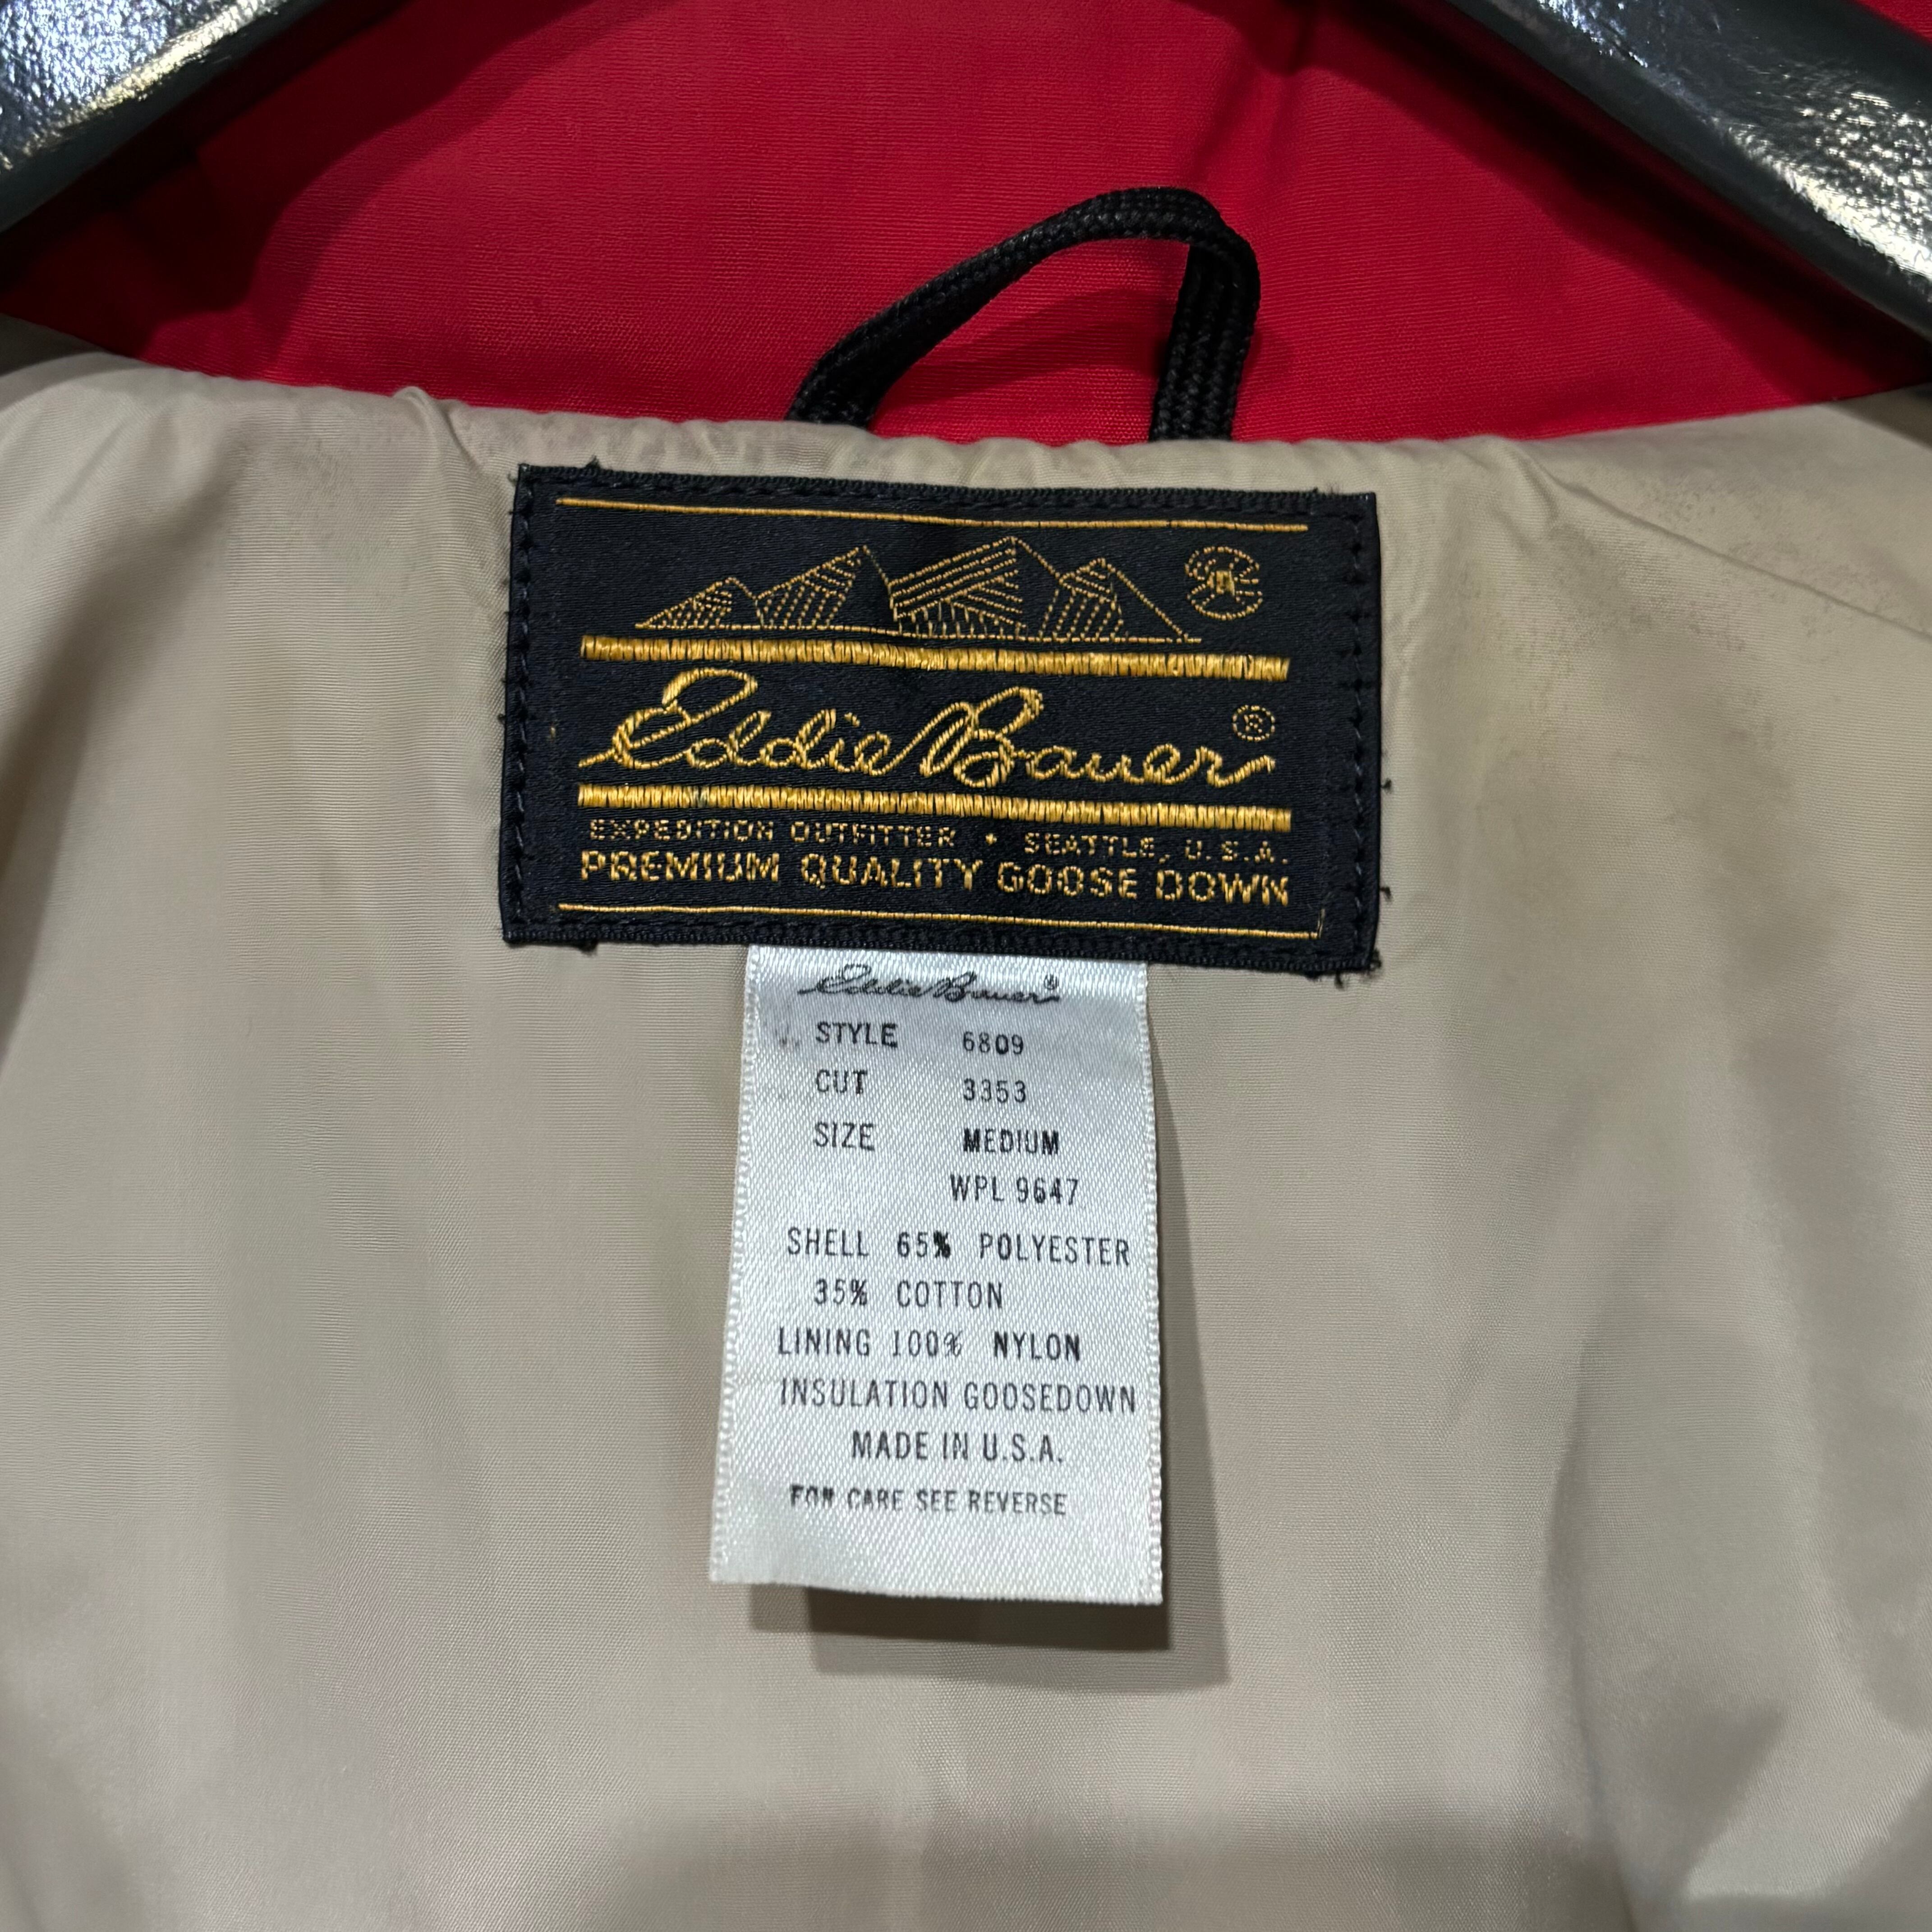 Eddie Bauer ®
EXPEDITION OUTFITTER • SEATTLE, U.S.A.
PREMIUM QUALITY GOOSE DOWN
Eddie Bauer®
STYLE 6809
CUT 3353
SIZE MEDIUM
WPL 9647
SHELL 65% POLYESTER
35% COTTON
LINING 100% NYLON
INSULATION GOOSEDOWN
MADE IN U.S.A.
FOR CARE SEE REVERSE